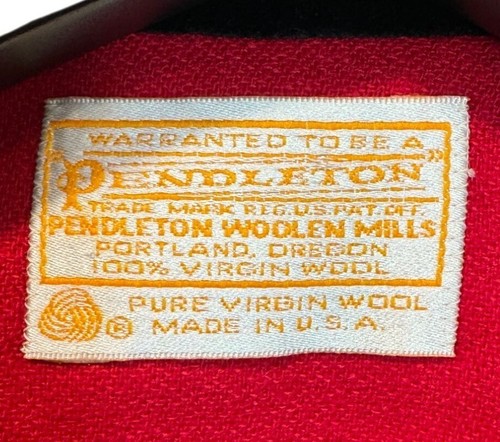 WARRANTED TO BE A
"PENDLETON"
TRADE MARK REG. U.S. PAT. OFF.
PENDLETON WOOLEN MILLS
PORTLAND, OREGON
100% VIRGIN WOOL
PURE VIRGIN WOOL
® MADE IN U.S.A.